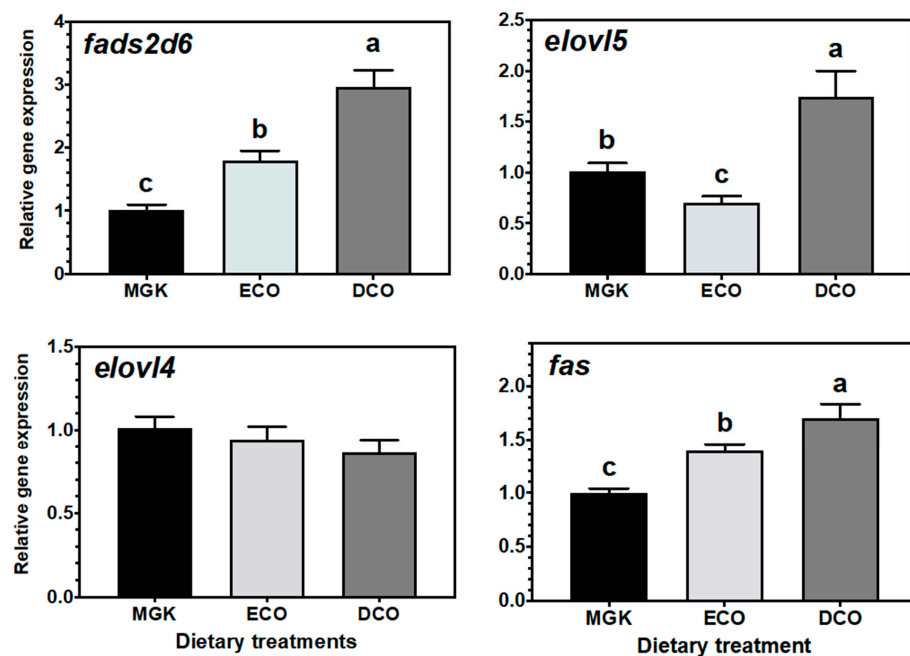 fads2d6
Relative gene expression
4
3
2
1
0
a
b
c
MGK ECO DCO
elovl5
2.5
2.0
1.5
1.0
0.5
0.0
a
b
c
MGK ECO DCO
elovl4
Relative gene expression
1.5
1.0
0.5
0.0
MGK ECO DCO
Dietary treatments
fas
2.0
1.5
1.0
0.5
0.0
a
b
c
MGK ECO DCO
Dietary treatment